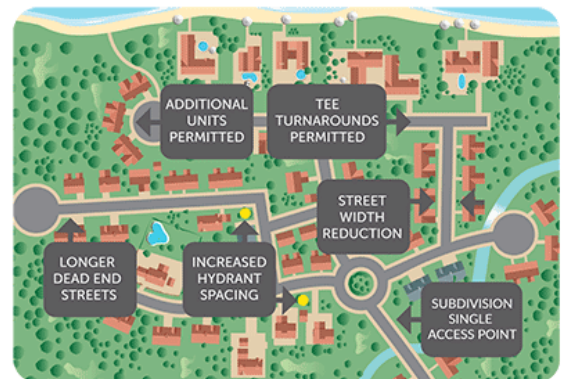 ADDITIONAL
UNITS
PERMITTED
TEE
TURNAROUNDS
PERMITTED
STREET
WIDTH
REDUCTION
LONGER
DEAD END
STREETS
INCREASED
HYDRANT
SPACING
SUBDIVISION
SINGLE
ACCESS POINT